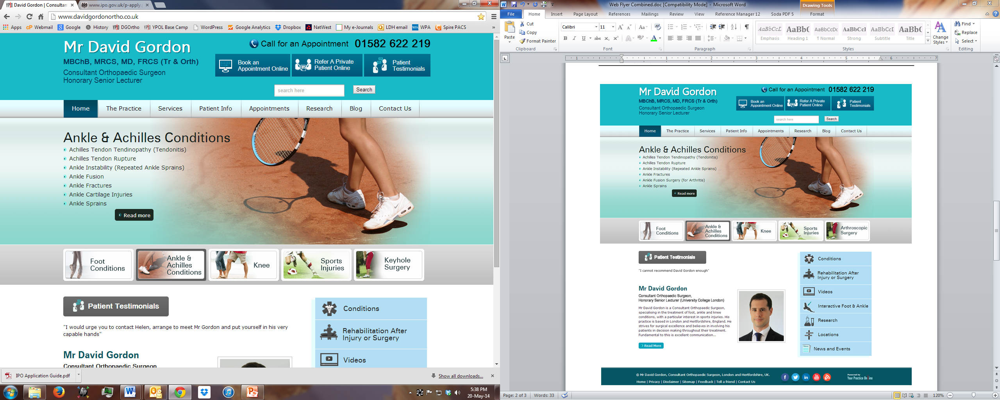 David Gordon | Consultan
www.ipo.gov.uk/p-apply
www.davidgordonortho.co.uk
Apps
Webmail
Google
History
DGOrtho
YPOL Base Camp
WordPress
Google Analytics
Dropbox
NatWest
My e-Journals
LDH email
WPA
Spire PACS
»
Mr David Gordon
MBChB, MRCS, MD, FRCS (Tr & Orth)
Consultant Orthopaedic Surgeon
Honorary Senior Lecturer
Call for an Appointment 01582 622 219
Book an
Appointment Online
Refer A Private
Patient Online
Patient
Testimonials
search here
Search
Home
The Practice
Services
Patient Info
Appointments
Research
Blog
Contact Us
Ankle & Achilles Conditions
Achilles Tendon Tendinopathy (Tendonitis)
Achilles Tendon Rupture
Ankle Instability (Repeated Ankle Sprains)
Ankle Fusion
Ankle Fractures
Ankle Cartilage Injuries
Ankle Sprains
Read more
Foot
Conditions
Ankle &
Achilles
Conditions
Knee
Sports
Injuries
Keyhole
Surgery
Patient Testimonials
"I would urge you to contact Helen, arrange to meet Mr Gordon and put yourself in his very
capable hands"
Mr David Gordon
Consultant Orthopaedic Surgeon
Conditions
Rehabilitation After
Injury or Surgery
Videos
IPO Application Guide.pdf
Show all downloads...
5:38 PM
20-May-14
Web Flyer Combined.doc [Compatibility Mode] - Microsoft Word
Drawing Tools
File
Home
Insert
Page Layout
References
Mailings
Review
View
Reference Manager 12
Soda PDF 5
Format
Paste
Cut
Copy
Format Painter
Clipboard
Calibri
11
Font
Paragraph
AaBbCcL
Emphasis
AaBbC
Heading 1
AaBbCcDc
¶ Normal
AaBbCcI
Strong
AaBbCcI
Subtitle
AaBbC
Title
Change
Styles
Styles
Find
Replace
Select
Editing
1 1 2 3 4 5 6 7
Mr David Gordon
MBChB, MRCS, MD, FRCS (Tr & Orth)
Consultant Orthopaedic Surgeon
Honorary Senior Lecturer
Call for an Appointment 01582 622 219
Book an
Appointment Online
Refer A Private
Patient Online
Patient
Testimonials
search here
Search
Home
The Practice
Services
Patient Info
Appointments
Research
Blog
Contact Us
Ankle & Achilles Conditions
Achilles Tendon Tendinopathy (Tendonitis)
Achilles Tendon Rupture
Ankle Instability (Repeated Ankle Sprains)
Ankle Fractures
Ankle Fusion Surgery (for Arthritis)
Ankle Sprains
Read more
Foot
Conditions
Ankle &
Achilles
Conditions
Knee
Sports
Injuries
Arthroscopic
Surgery
Patient Testimonials
"I cannot recommend David Gordon enough"
Mr David Gordon
Consultant Orthopaedic Surgeon,
Honorary Senior Lecturer (University College London)
Mr David Gordon is a Consultant Orthopaedic Surgeon,
specialising in the treatment of foot, ankle and knee
conditions, with a particular interest in sports injuries. His
practice is based in London and Hertfordshire, England. He
strives for surgical excellence and believes in involving his
patients in decision making throughout their treatment.
Fundamental to this is excellent communication...
Read More
Conditions
Rehabilitation After
Injury or Surgery
Videos
Interactive Foot & Ankle
Research
Locations
News and Events
© Mr David Gordon, Consultant Orthopaedic Surgeon, London and Hertfordshire, UK.
Home | Privacy | Disclaimer | Sitemap | Feedback | Tell a friend | Contact Us
Powered by
Your Practice Online
Page: 2 of 3
Words: 33
120%